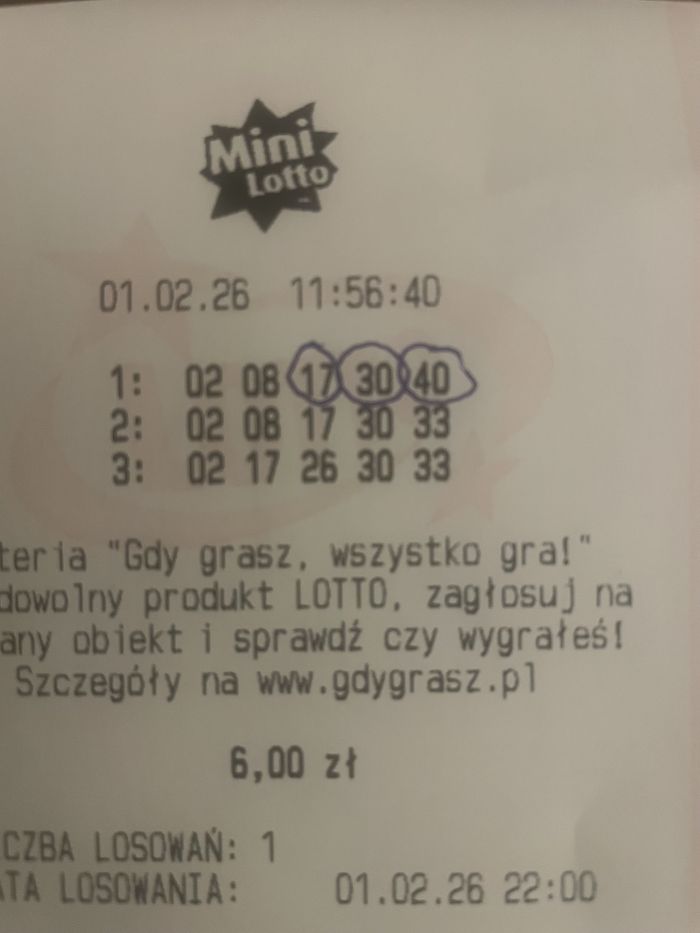 Mini
Lotto
01.02.26 11:56:40
1: 02 08 17 30 40
2: 02 08 17 30 33
3: 02 17 26 30 33
teria "Gdy grasz, wszystko gra!"
dowolny produkt LOTTO, zagłosuj na
any obiekt i sprawdź czy wygrałeś!
Szczegóły na www.gdygrasz.pl
6,00 zł
CZBA LOSOWAŃ: 1
ATA LOSOWANIA: 01.02.26 22:00